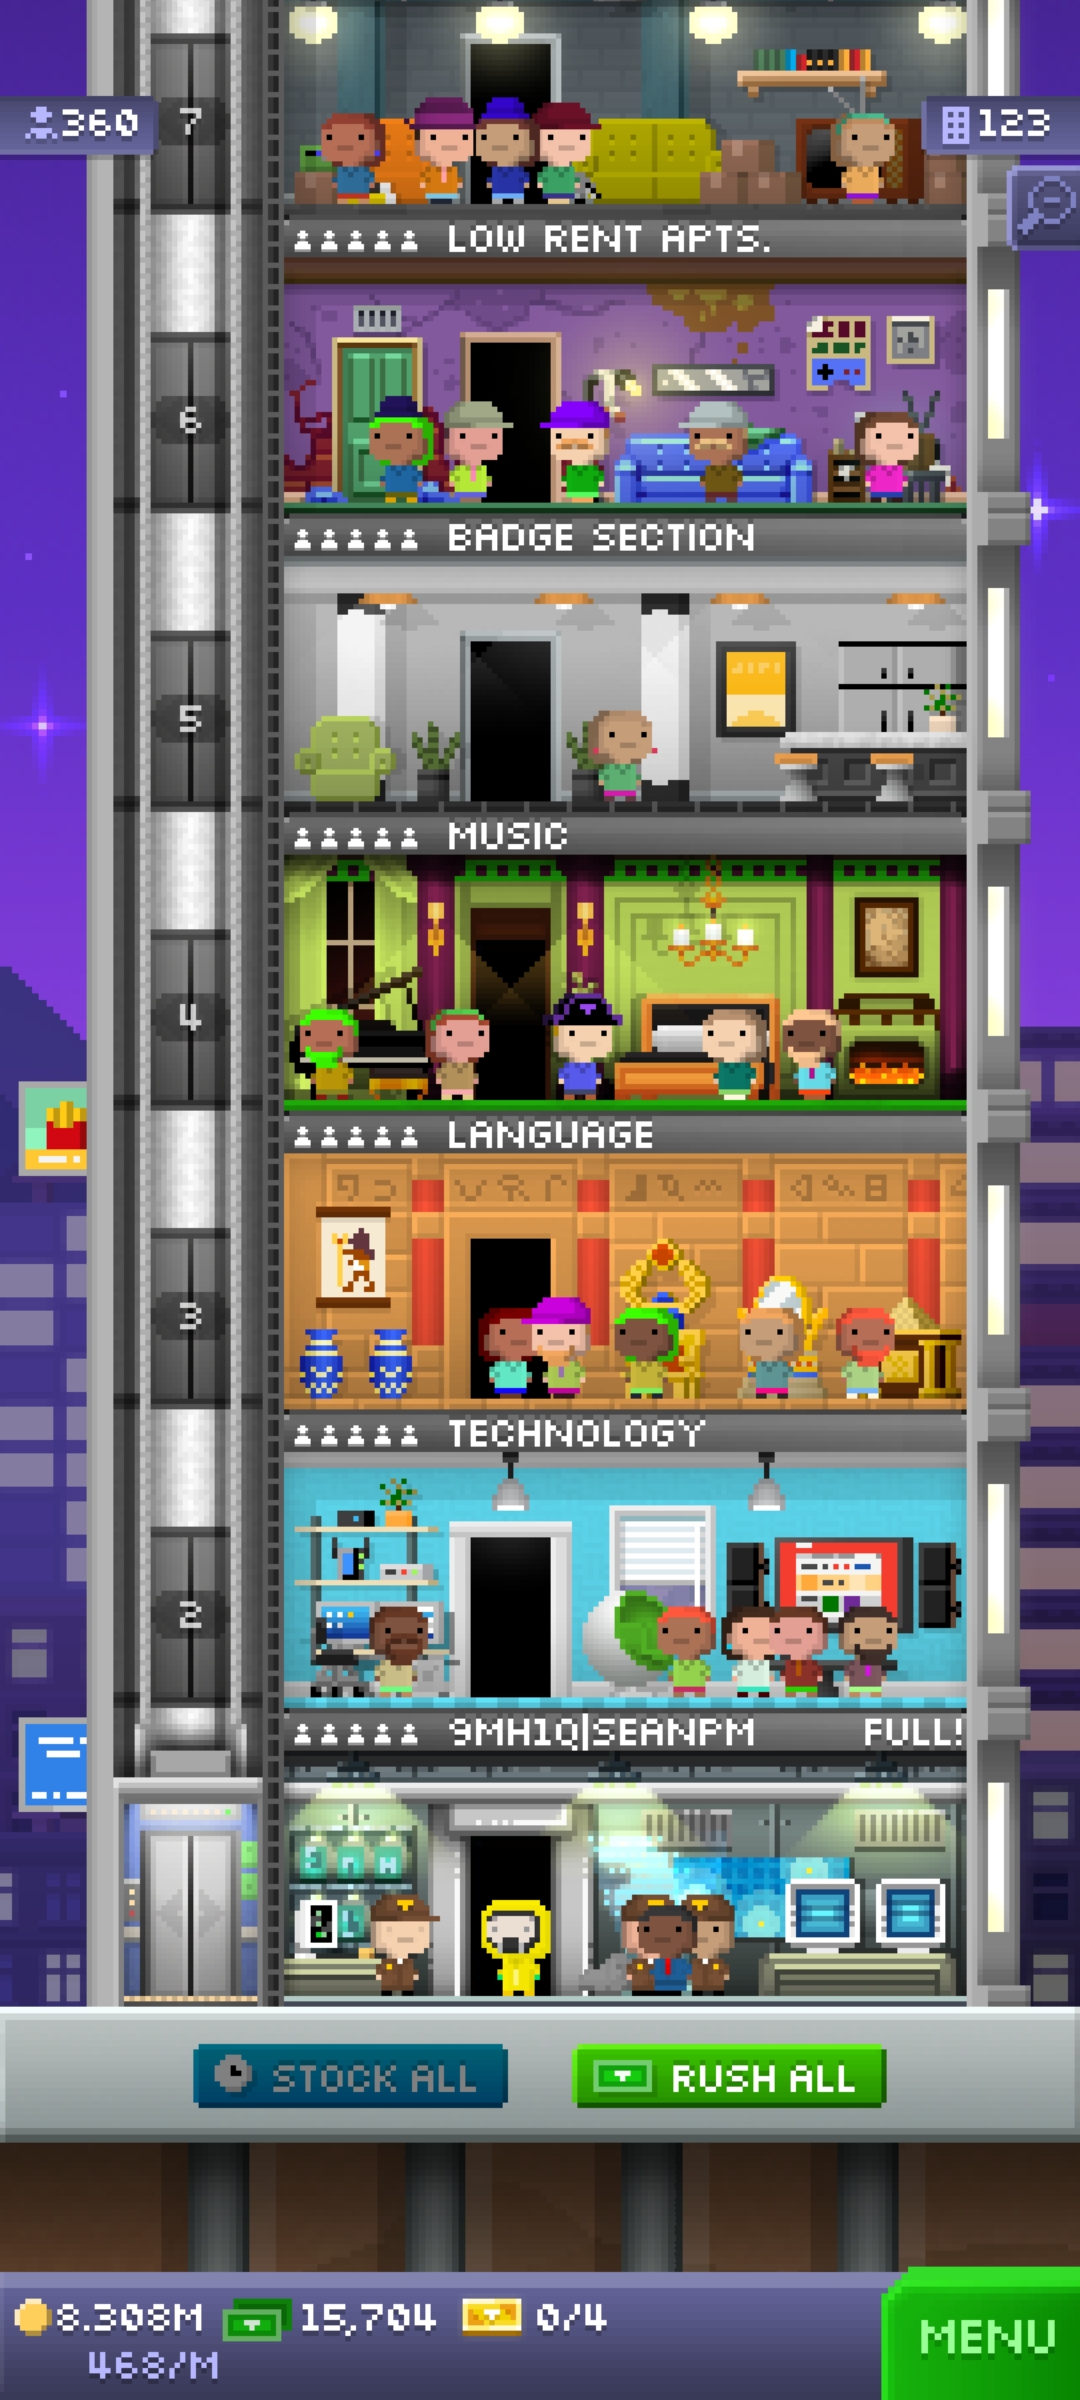 360
7
123
LOW RENT APTS.
6
BADGE SECTION
5
MUSIC
4
LANGUAGE
3
TECHNOLOGY
2
9MH1Q|SEANPM FULL!
STOCK ALL
RUSH ALL
8.308M 15,704 0/4
468/M
MENU